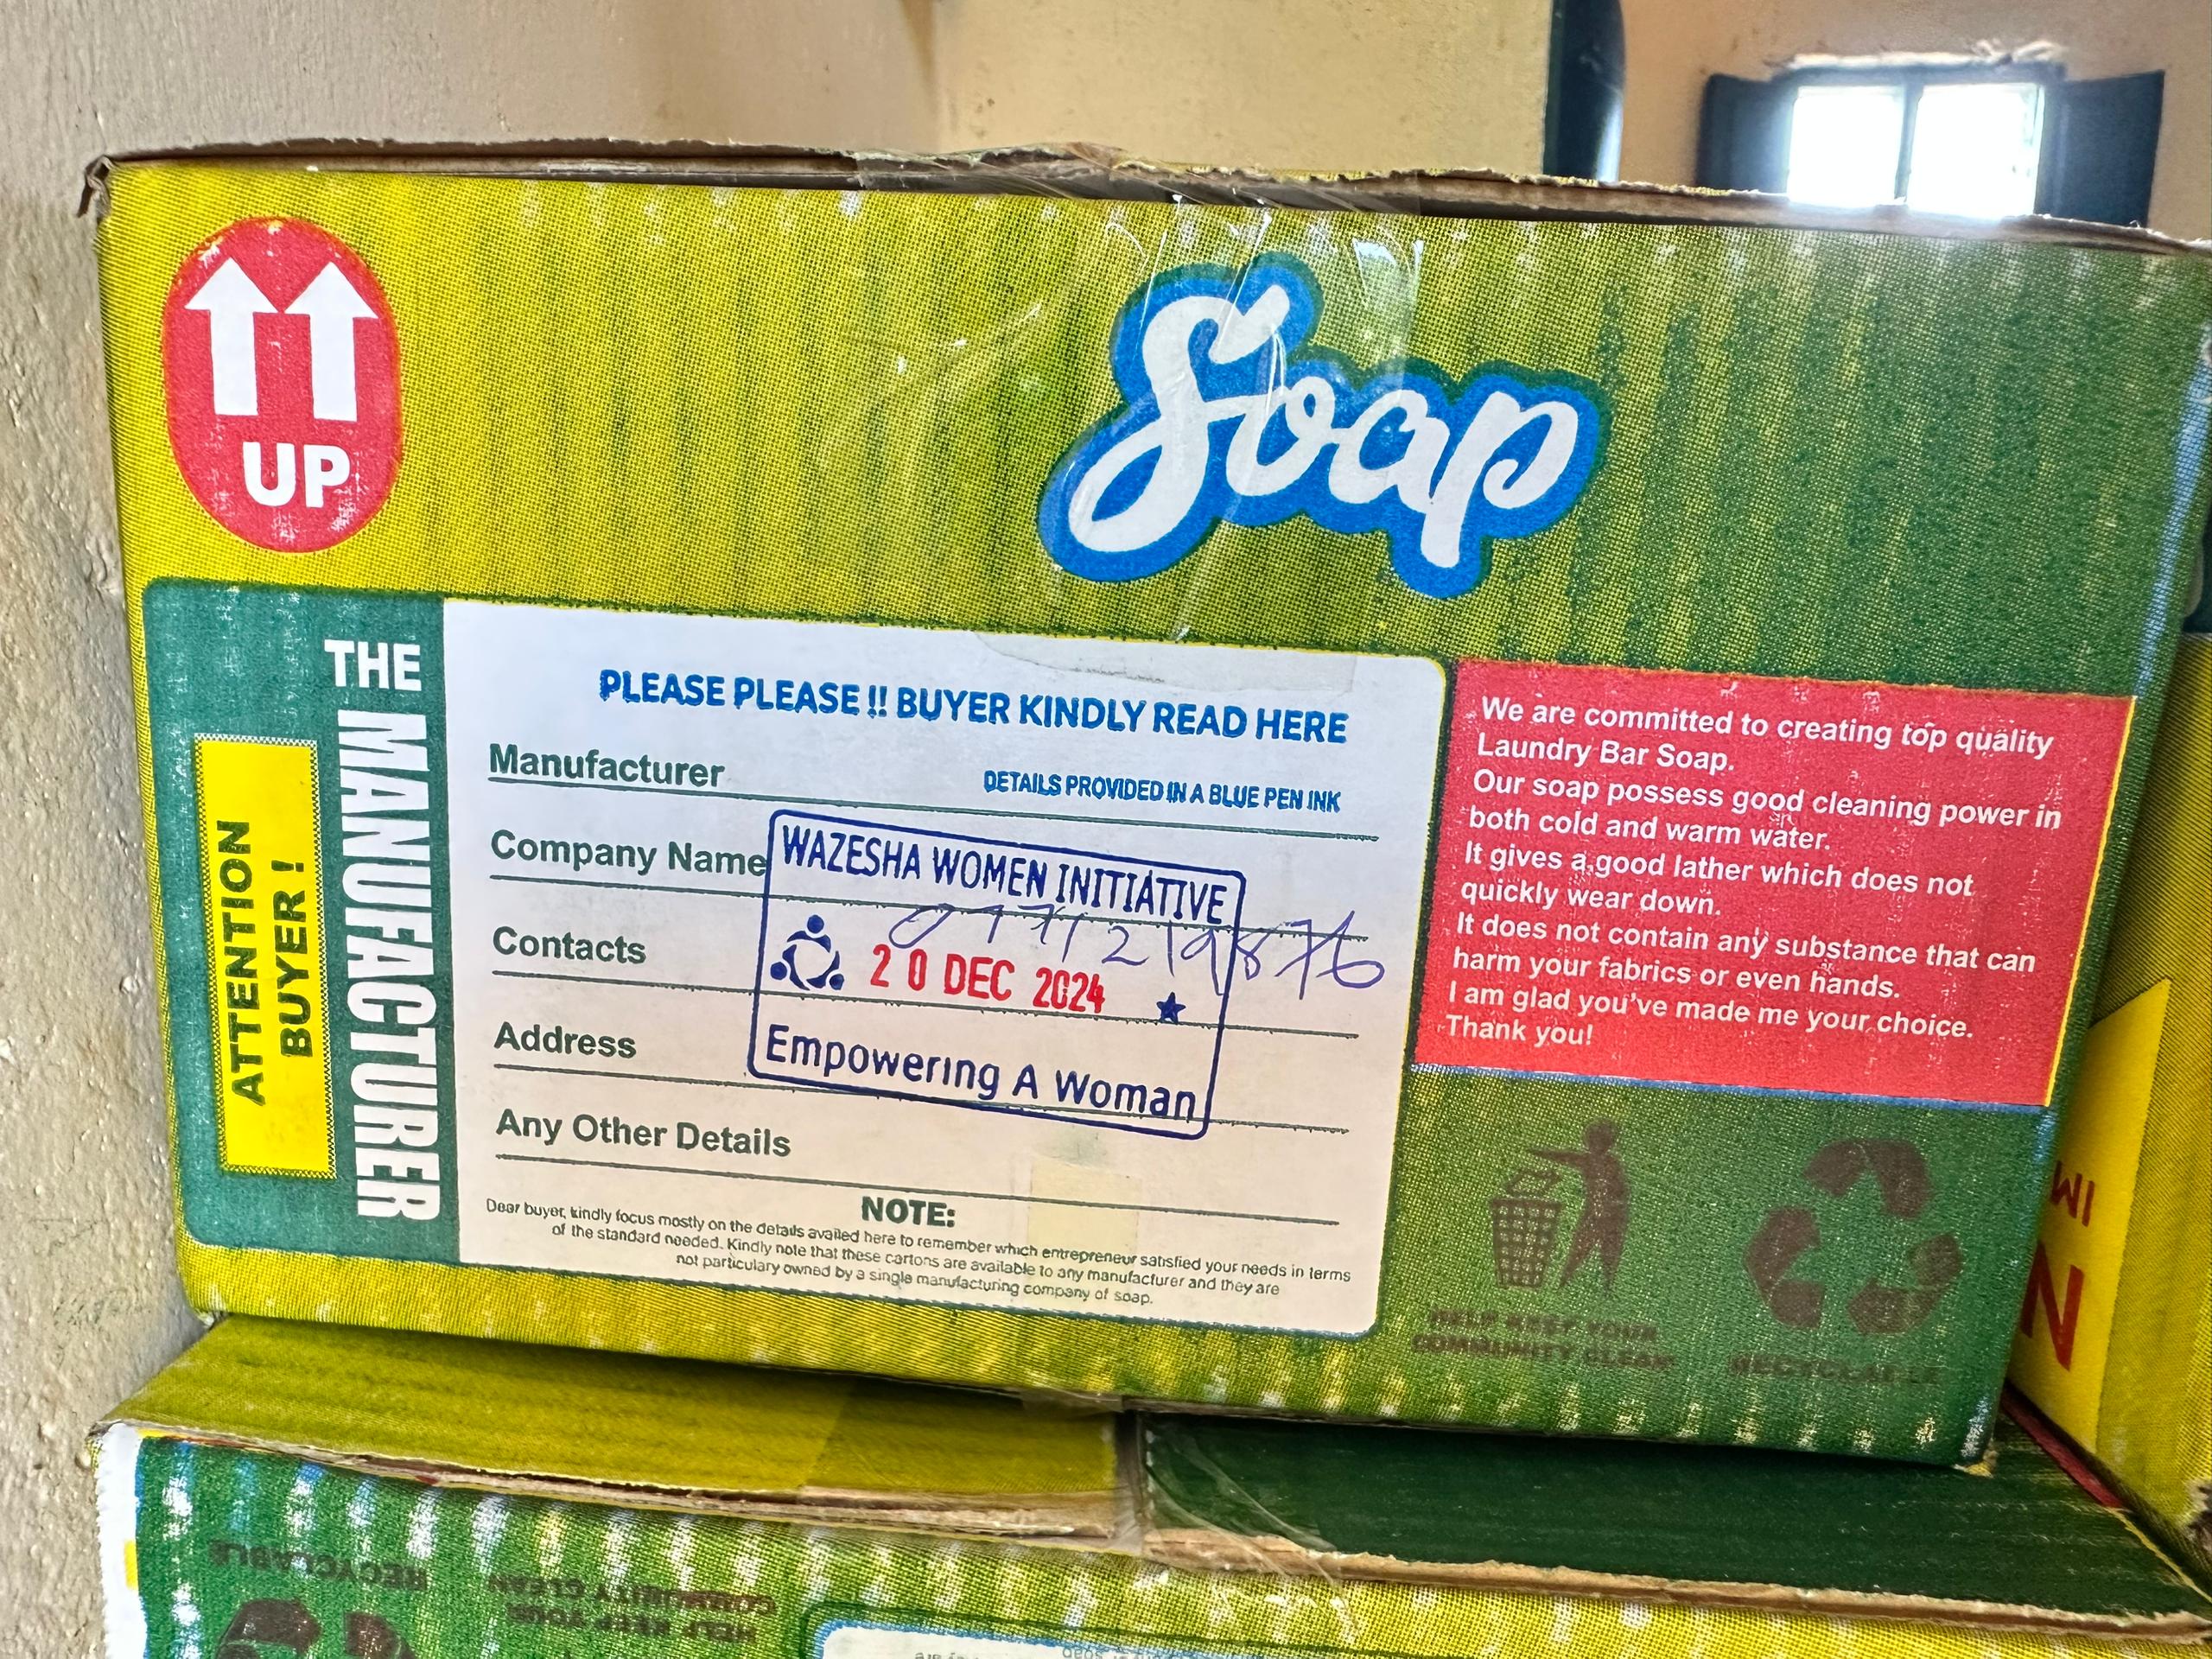 UP
Soap
ATTENTION
BUYER !
THE MANUFACTURER
PLEASE PLEASE !! BUYER KINDLY READ HERE
Manufacturer
DETAILS PROVIDED IN A BLUE PEN INK
Company Name
WAZESHA WOMEN INITIATIVE
Contacts
20 DEC 2024
Address
Empowering A Woman
Any Other Details
NOTE:
Dear buyer, kindly focus mostly on the details availed here to remember which entrepreneur satisfied your needs in terms
of the standard needed. Kindly note that these cartons are available to any manufacturer and they are
not particulary owned by a single manufacturing company of soap.
We are committed to creating top quality
Laundry Bar Soap.
Our soap possess good cleaning power in
both cold and warm water.
It gives a good lather which does not
quickly wear down.
It does not contain any substance that can
harm your fabrics or even hands.
I am glad you've made me your choice.
Thank you!
HELP KEEP YOUR
COMMUNITY CLEAN
RECYCLABLE
RECYCLABLE
HELP KEEP YOUR
COMMUNITY CLEAN